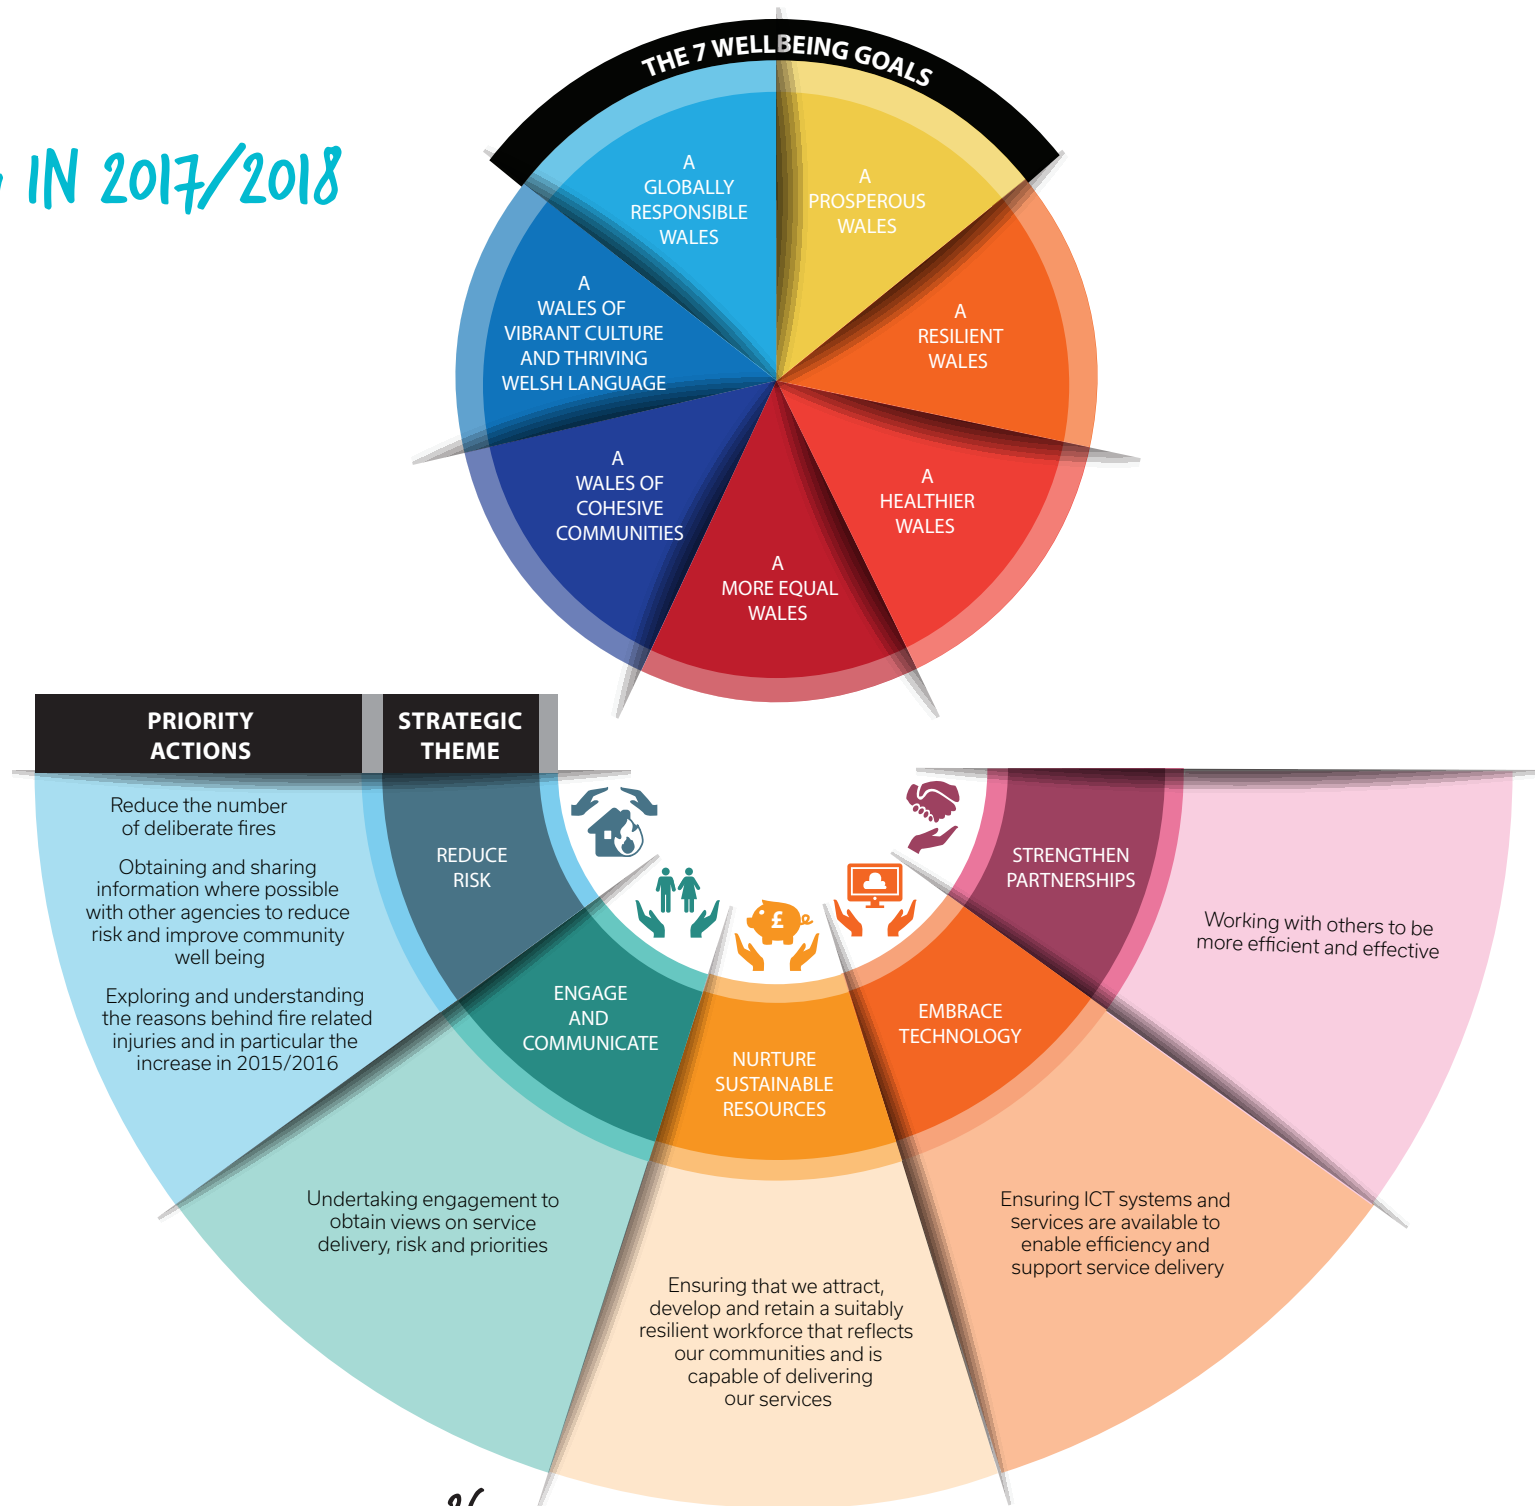 IN 2017/2018
THE 7 WELLBEING GOALS
A
GLOBALLY
RESPONSIBLE
WALES
A
PROSPEROUS
WALES
A
RESILIENT
WALES
A
HEALTHIER
WALES
A
MORE EQUAL
WALES
A
WALES OF
COHESIVE
COMMUNITIES
A
WALES OF
VIBRANT CULTURE
AND THRIVING
WELSH LANGUAGE
PRIORITY
ACTIONS
STRATEGIC
THEME
Reduce the number
of deliberate fires
Obtaining and sharing
information where possible
with other agencies to reduce
risk and improve community
well being
Exploring and understanding
the reasons behind fire related
injuries and in particular the
increase in 2015/2016
REDUCE
RISK
ENGAGE
AND
COMMUNICATE
Undertaking engagement to
obtain views on service
delivery, risk and priorities
£
NURTURE
SUSTAINABLE
RESOURCES
Ensuring that we attract,
develop and retain a suitably
resilient workforce that reflects
our communities and is
capable of delivering
our services
EMBRACE
TECHNOLOGY
Ensuring ICT systems and
services are available to
enable efficiency and
support service delivery
STRENGTHEN
PARTNERSHIPS
Working with others to be
more efficient and effective